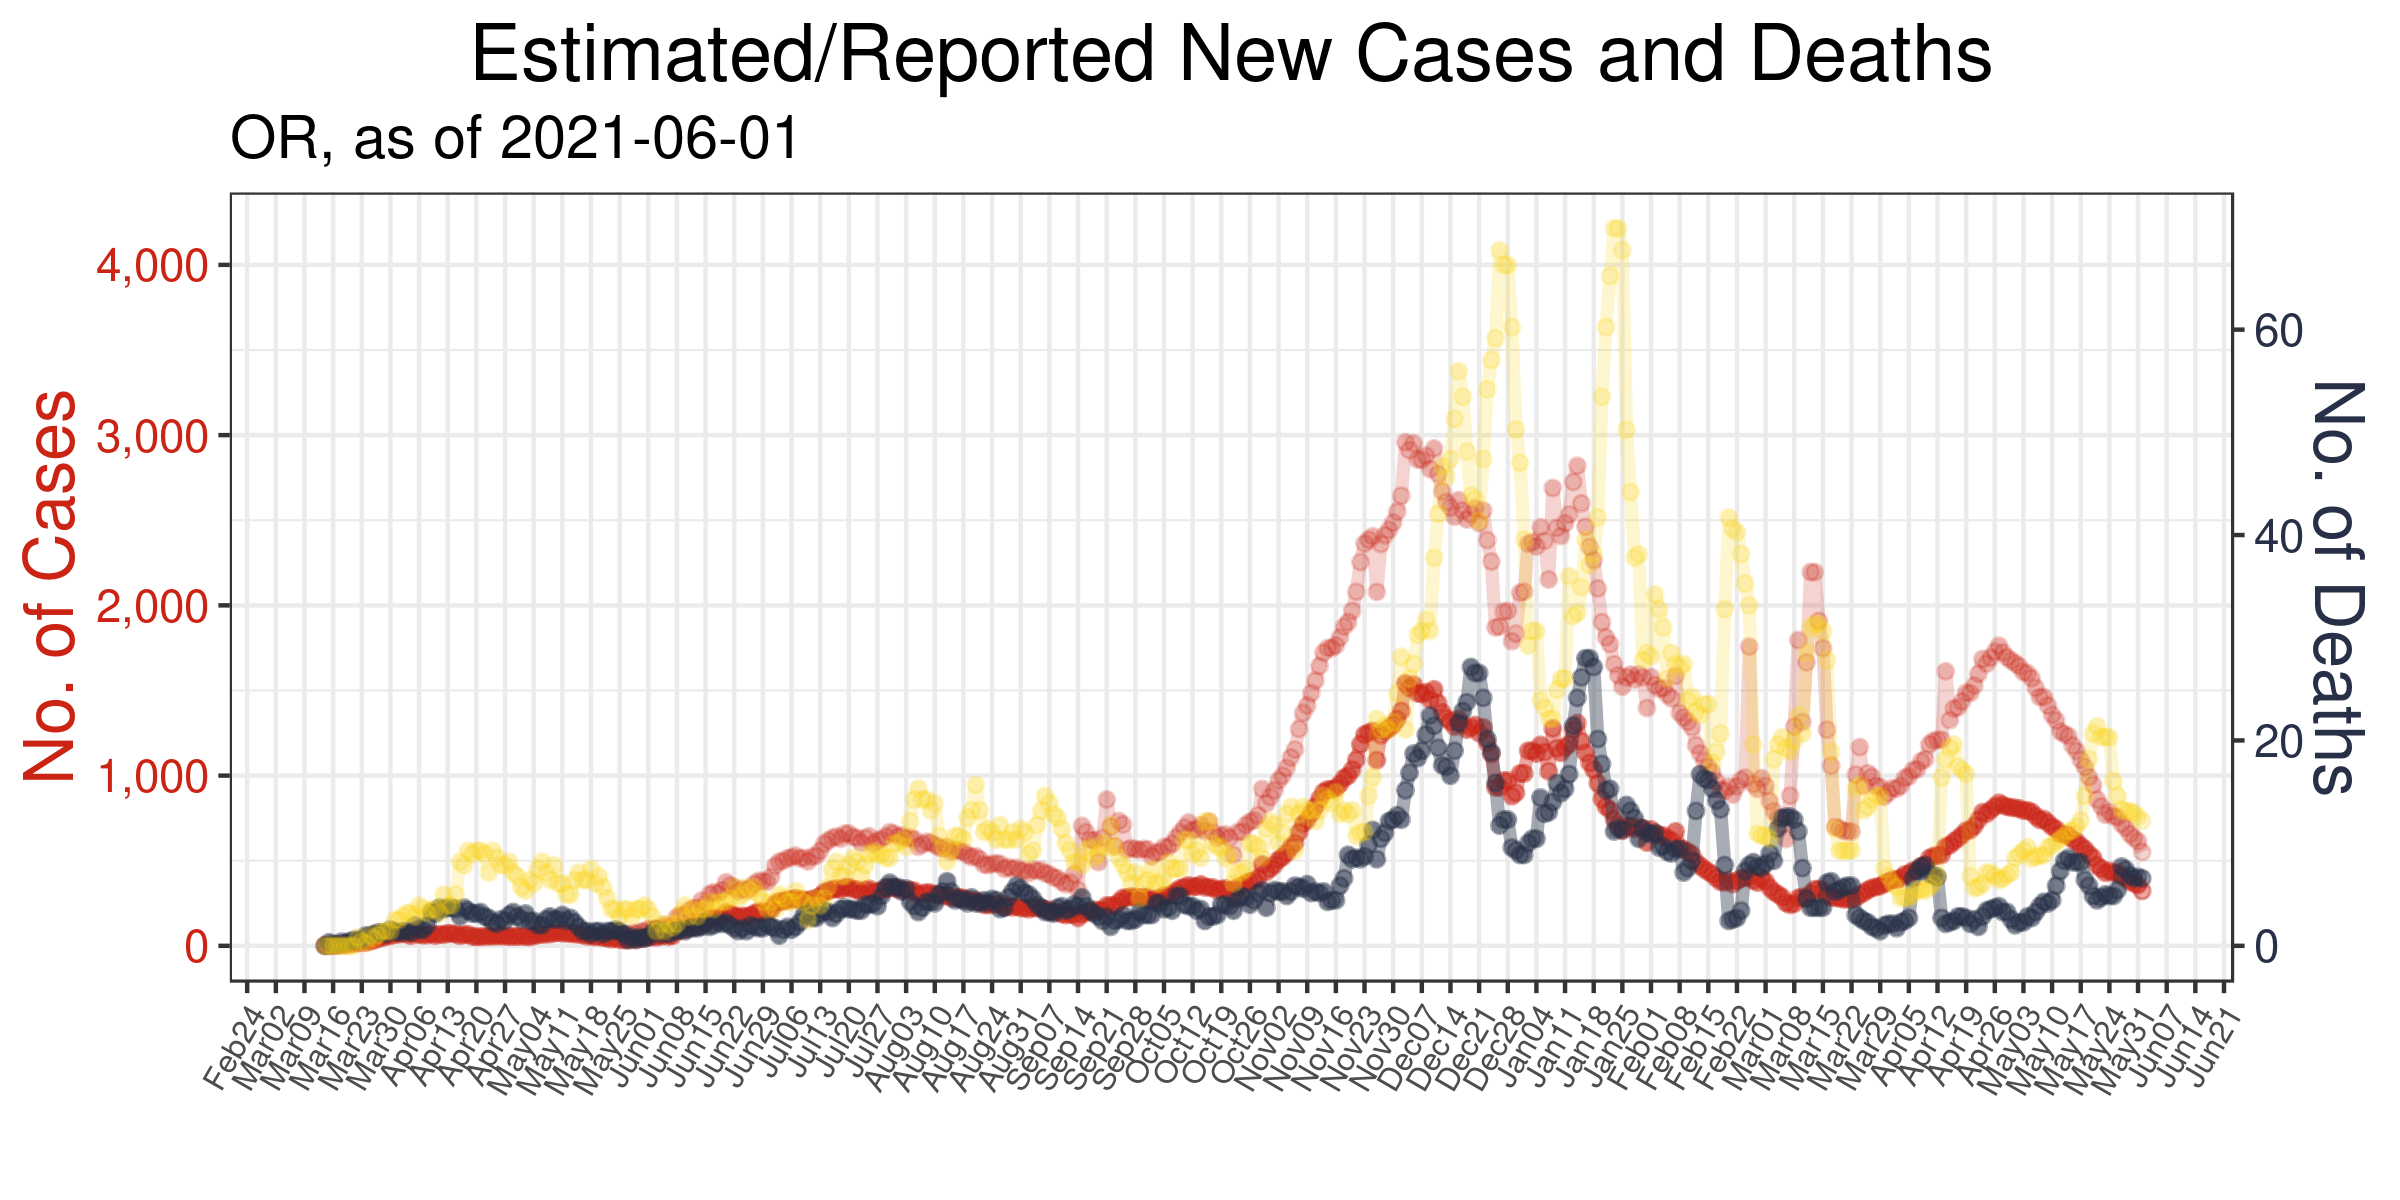 Estimated/Reported New Cases and Deaths
OR, as of 2021-06-01
No. of Cases
4,000
3,000
2,000
1,000
0
60
40
20
0
No. of Deaths
Feb24
Mar02
Mar09
Mar16
Mar23
Mar30
Apr06
Apr13
Apr20
Apr27
May04
May11
May18
May25
Jun01
Jun08
Jun15
Jun22
Jun29
Jul06
Jul13
Jul20
Jul27
Aug03
Aug10
Aug17
Aug24
Aug31
Sep07
Sep14
Sep21
Sep28
Oct05
Oct12
Oct19
Oct26
Nov02
Nov09
Nov16
Nov23
Nov30
Dec07
Dec14
Dec21
Dec28
Jan04
Jan11
Jan18
Jan25
Feb01
Feb08
Feb15
Feb22
Mar01
Mar08
Mar15
Mar22
Mar29
Apr05
Apr12
Apr19
Apr26
May03
May10
May17
May24
May31
Jun07
Jun14
Jun21